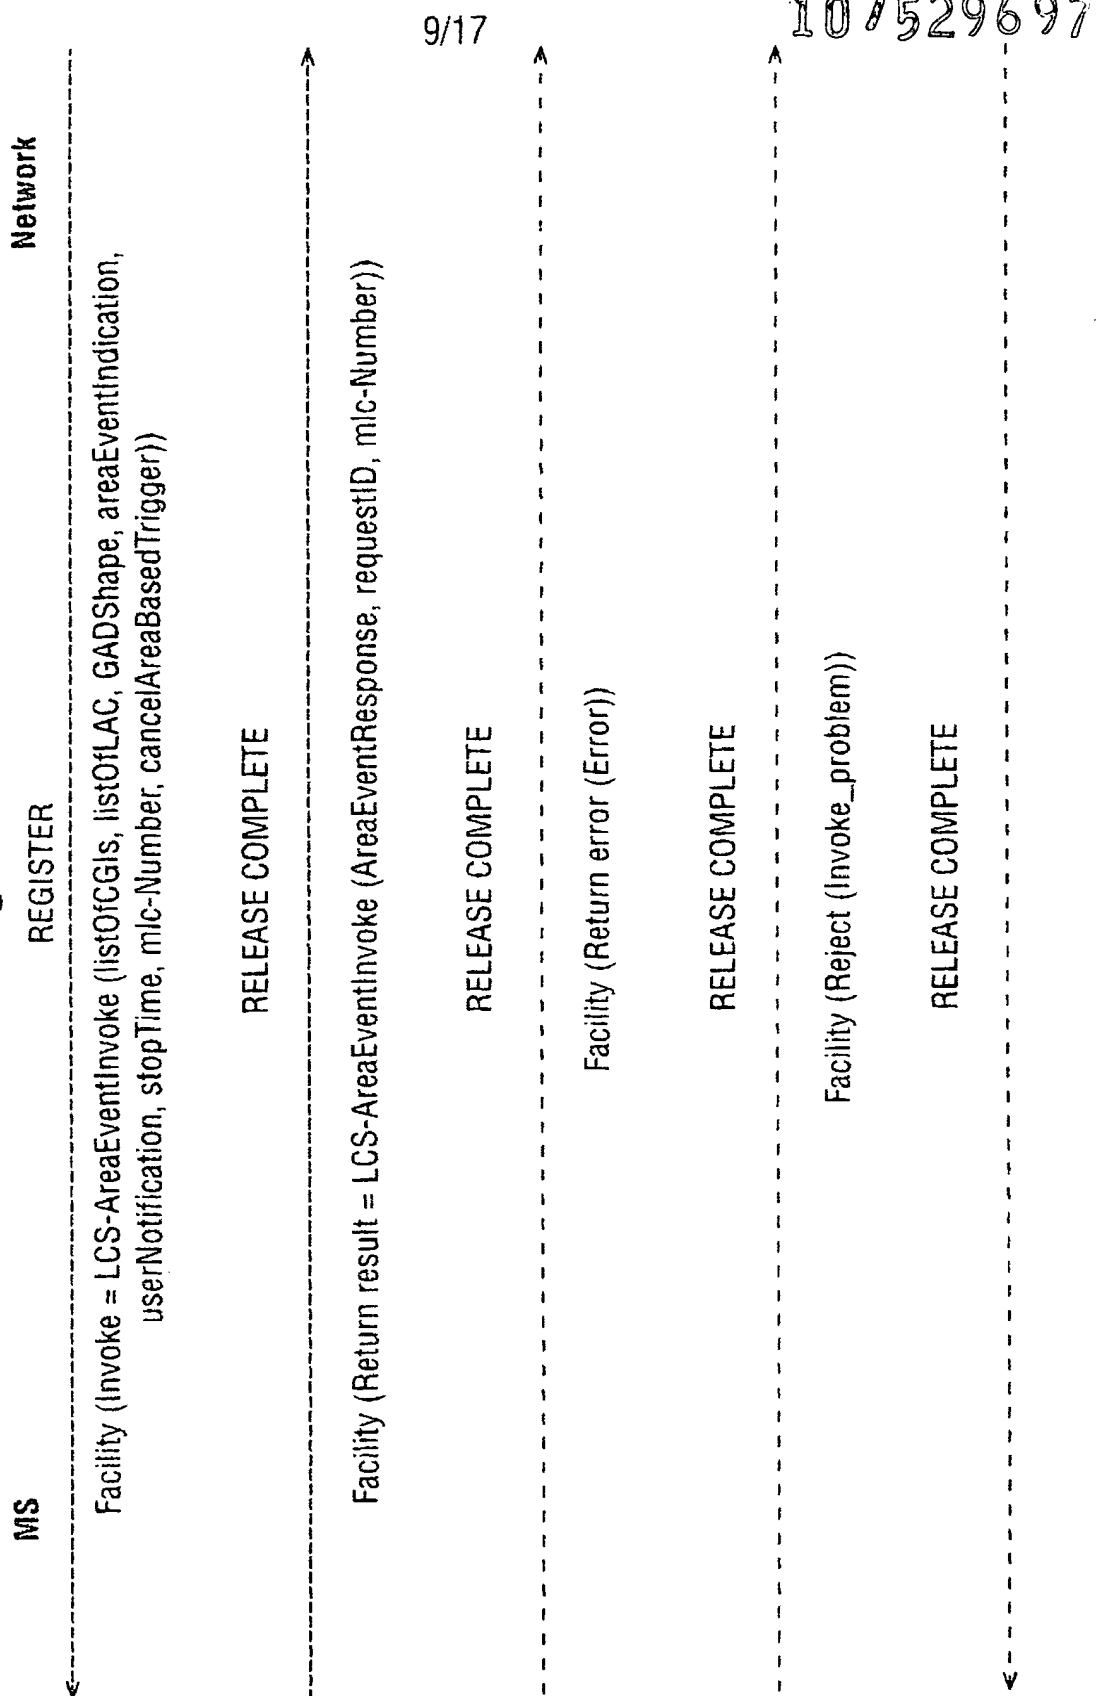 9/17
10/529697
MS
Network
REGISTER
Facility (Invoke = LCS-AreaEventInvoke (listOfCGIs, listOfLAC, GADShape, areaEventIndication,
userNotification, stopTime, mlc-Number, cancelAreaBasedTrigger))
RELEASE COMPLETE
Facility (Return result = LCS-AreaEventInvoke (AreaEventResponse, requestID, mlc-Number))
RELEASE COMPLETE
Facility (Return error (Error))
RELEASE COMPLETE
Facility (Reject (Invoke_problem))
RELEASE COMPLETE